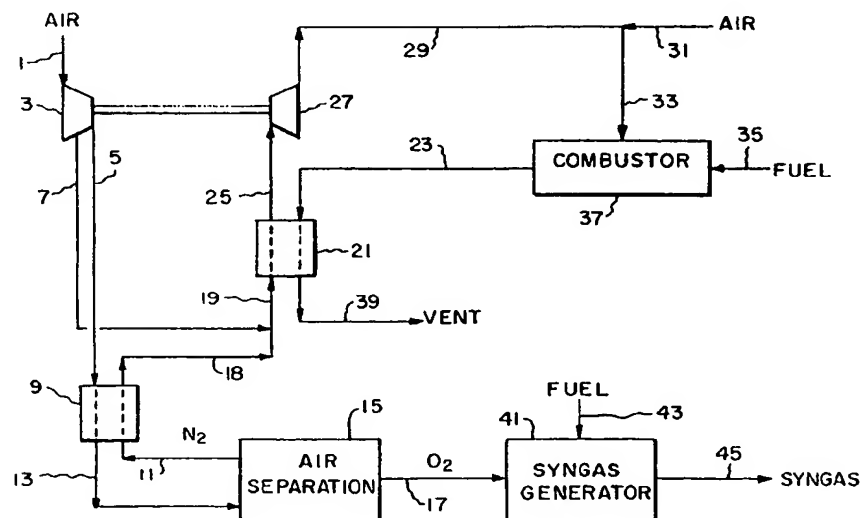 AIR
1
3
27
29
31
AIR
33
5
7
23
COMBUSTOR
35
FUEL
37
25
21
19
39
VENT
9
18
FUEL
43
N2
15
41
13
11
AIR
SEPARATION
O2
17
SYNGAS
GENERATOR
45
SYNGAS